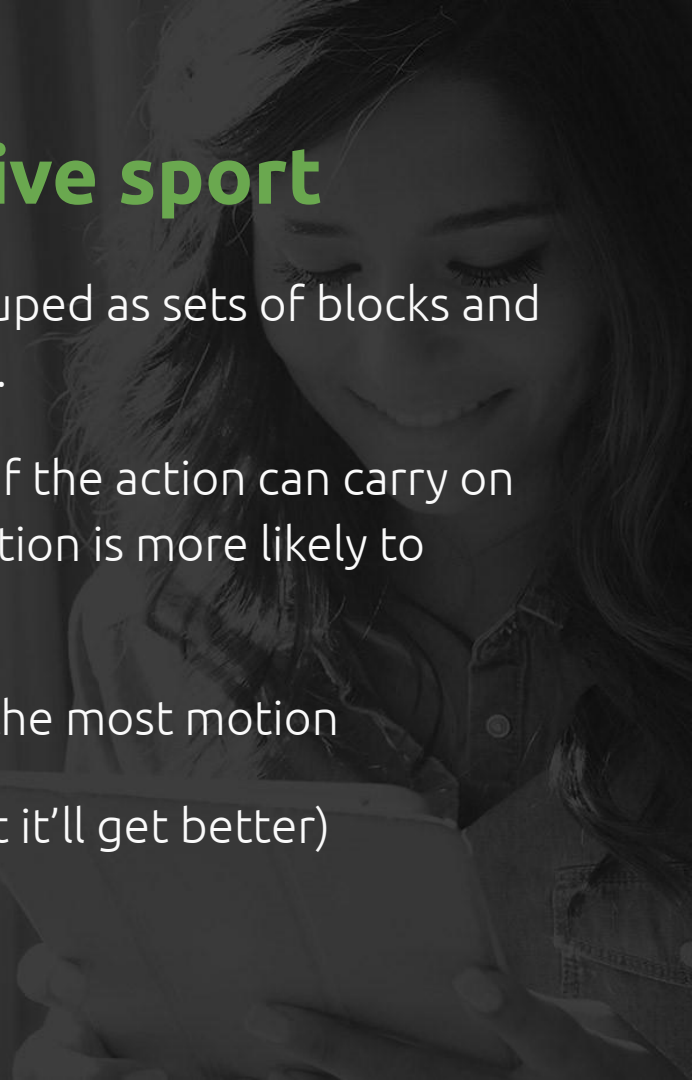 ive sport
uped as sets of blocks and
.
f the action can carry on
tion is more likely to
he most motion
t it’ll get better)